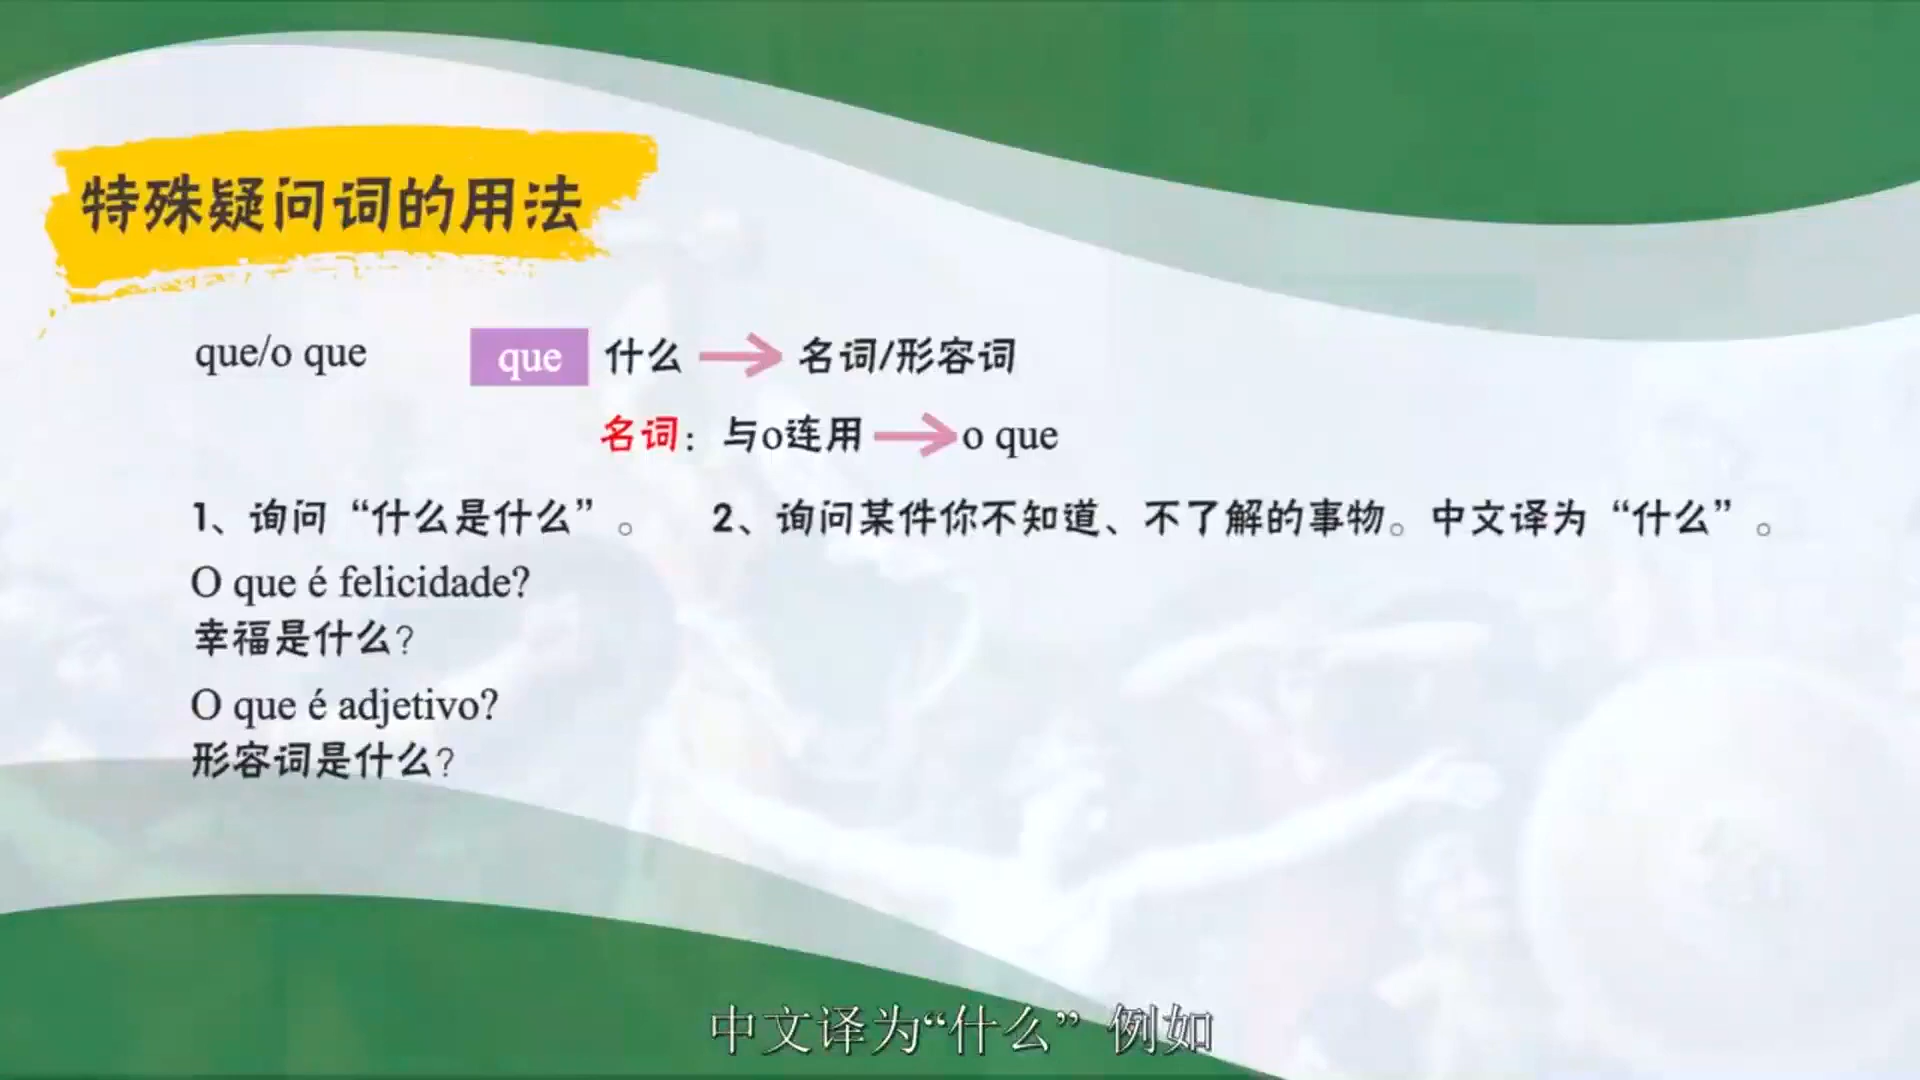 特殊疑问词的用法
que/o que que 什么 名词/形容词
名词：与o连用 o que
1、询问“什么是什么”。 2、询问某件你不知道、不了解的事物。中文译为“什么”。
O que é felicidade?
幸福是什么?
O que é adjetivo?
形容词是什么?
中文译为“什么” 例如